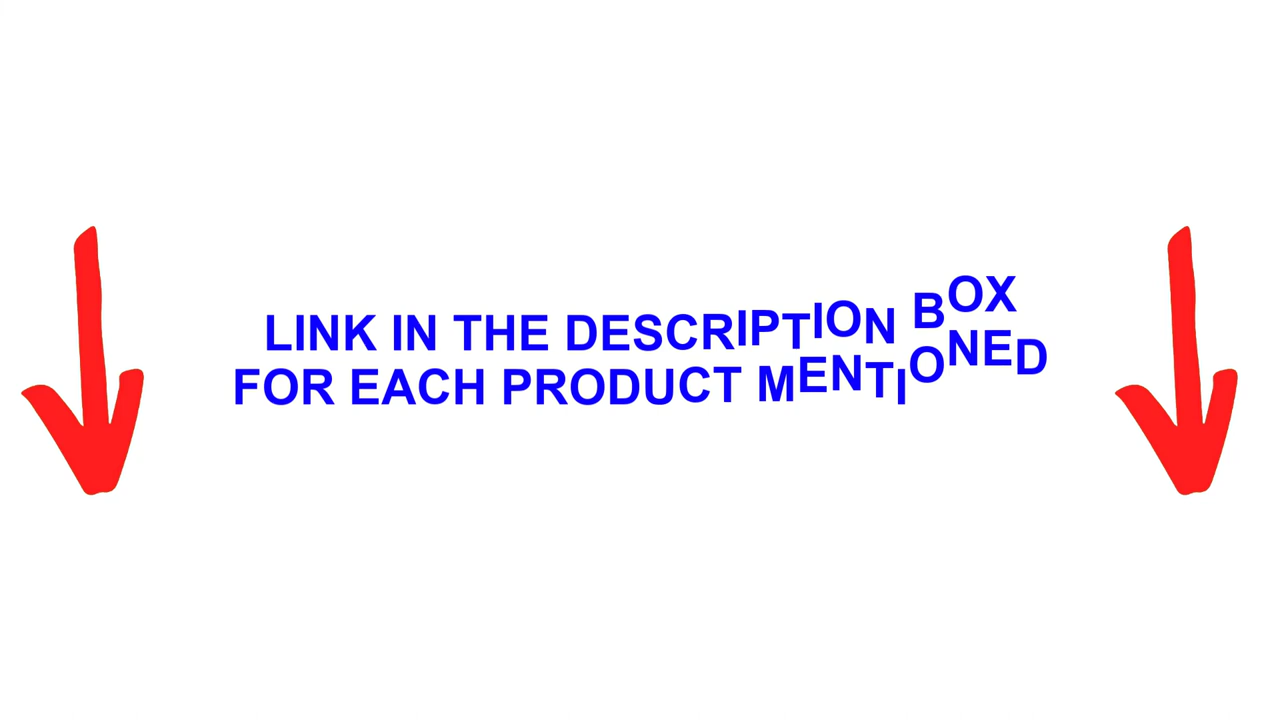 LINK IN THE DESCRIPTION BOX
FOR EACH PRODUCT MENTIONED